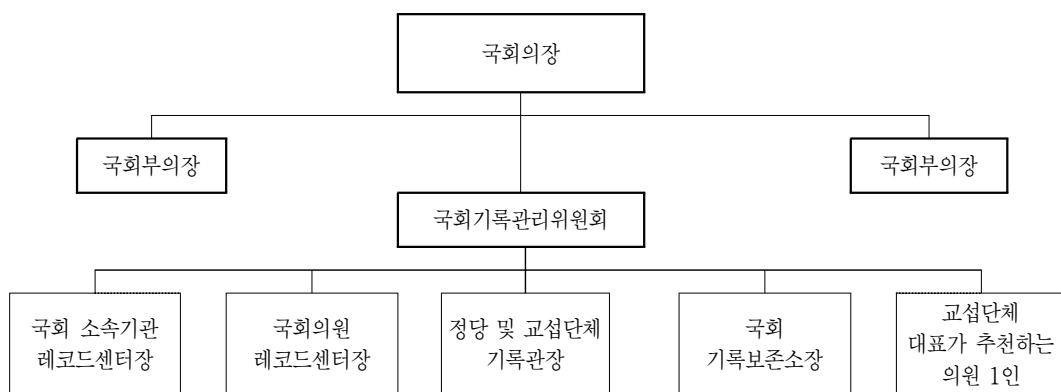 국회의장
국회부의장
국회부의장
국회기록관리위원회
국회 소속기관
레코드센터장
국회의원
레코드센터장
정당 및 교섭단체
기록관장
국회
기록보존소장
교섭단체
대표가 추천하는
의원 1인